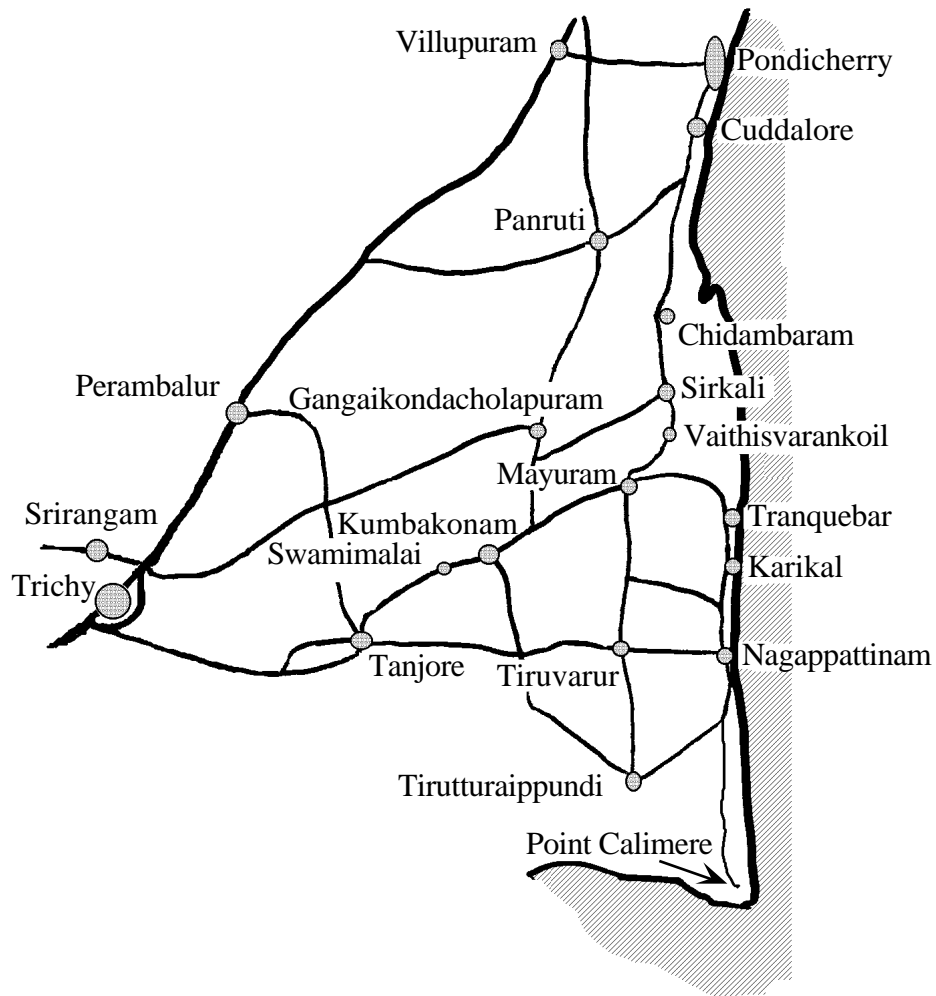 Villupuram
Pondicherry
Cuddalore
Panruti
Chidambaram
Perambalur
Sirkali
Gangaikondacholapuram
Vaithisvarankoil
Mayuram
Srirangam
Tranquebar
Kumbakonam
Swamimalai
Karikal
Trichy
Nagappattinam
Tanjore
Tiruvarur
Tirutturaippundi
Point Calimere